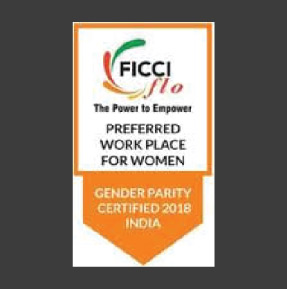 FICCI
flo
The Power to Empower
PREFERRED
WORK PLACE
FOR WOMEN
GENDER PARITY
CERTIFIED 2018
INDIA